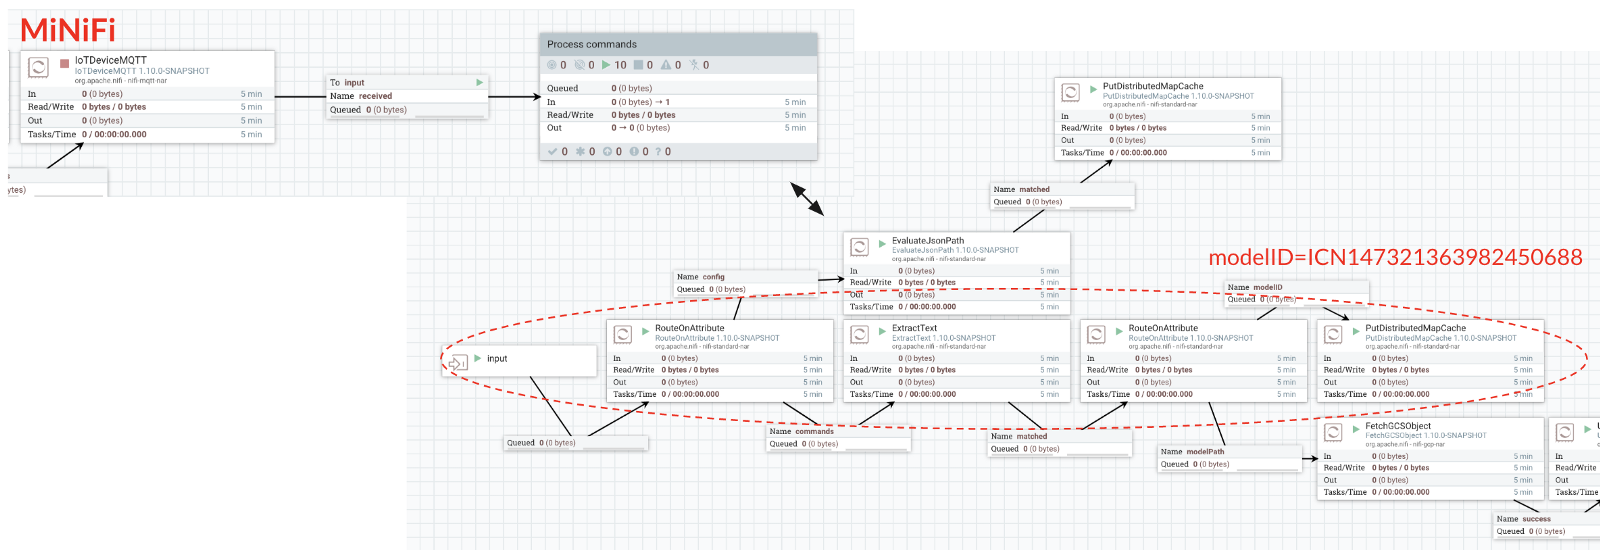 MiNiFi
IoTDeviceMQTT
IoTDeviceMQTT 1.10.0-SNAPSHOT
org.apache.nifi - nifi-mqtt-nar
In 0 (0 bytes) 5 min
Read/Write 0 bytes / 0 bytes 5 min
Out 0 (0 bytes) 5 min
Tasks/Time 0 / 00:00:00.000 5 min
ytes)
To input
Name received
Queued 0 (0 bytes)
Process commands
0 0 10 0 0 0
Queued 0 (0 bytes)
In 0 (0 bytes) → 1 5 min
Read/Write 0 bytes / 0 bytes 5 min
Out 0 → 0 (0 bytes) 5 min
0 0 0 0 ? 0
PutDistributedMapCache
PutDistributedMapCache 1.10.0-SNAPSHOT
org.apache.nifi - nifi-standard-nar
In 0 (0 bytes) 5 min
Read/Write 0 bytes / 0 bytes 5 min
Out 0 (0 bytes) 5 min
Tasks/Time 0 / 00:00:00.000 5 min
Name matched
Queued 0 (0 bytes)
EvaluateJsonPath
EvaluateJsonPath 1.10.0-SNAPSHOT
org.apache.nifi - nifi-standard-nar
In 0 (0 bytes) 5 min
Read/Write 0 bytes / 0 bytes 5 min
Out 0 (0 bytes) 5 min
Tasks/Time 0 / 00:00:00.000 5 min
modelID=ICN147321363982450688
Name config
Queued 0 (0 bytes)
Name modelID
Queued 0 (0 bytes)
input
RouteOnAttribute
RouteOnAttribute 1.10.0-SNAPSHOT
org.apache.nifi - nifi-standard-nar
In 0 (0 bytes) 5 min
Read/Write 0 bytes / 0 bytes 5 min
Out 0 (0 bytes) 5 min
Tasks/Time 0 / 00:00:00.000 5 min
ExtractText
ExtractText 1.10.0-SNAPSHOT
org.apache.nifi - nifi-standard-nar
In 0 (0 bytes) 5 min
Read/Write 0 bytes / 0 bytes 5 min
Out 0 (0 bytes) 5 min
Tasks/Time 0 / 00:00:00.000 5 min
RouteOnAttribute
RouteOnAttribute 1.10.0-SNAPSHOT
org.apache.nifi - nifi-standard-nar
In 0 (0 bytes) 5 min
Read/Write 0 bytes / 0 bytes 5 min
Out 0 (0 bytes) 5 min
Tasks/Time 0 / 00:00:00.000 5 min
PutDistributedMapCache
PutDistributedMapCache 1.10.0-SNAPSHOT
org.apache.nifi - nifi-standard-nar
In 0 (0 bytes) 5 min
Read/Write 0 bytes / 0 bytes 5 min
Out 0 (0 bytes) 5 min
Tasks/Time 0 / 00:00:00.000 5 min
Queued 0 (0 bytes)
Name commands
Queued 0 (0 bytes)
Name matched
Queued 0 (0 bytes)
Name modelPath
Queued 0 (0 bytes)
FetchGCSObject
FetchGCSObject 1.10.0-SNAPSHOT
org.apache.nifi - nifi-gcp-nar
In 0 (0 bytes) 5 min
Read/Write 0 bytes / 0 bytes 5 min
Out 0 (0 bytes) 5 min
Tasks/Time 0 / 00:00:00.000 5 min
In
Read/Write
Out
Tasks/Time
Name success
Queued 0 (0 bytes)